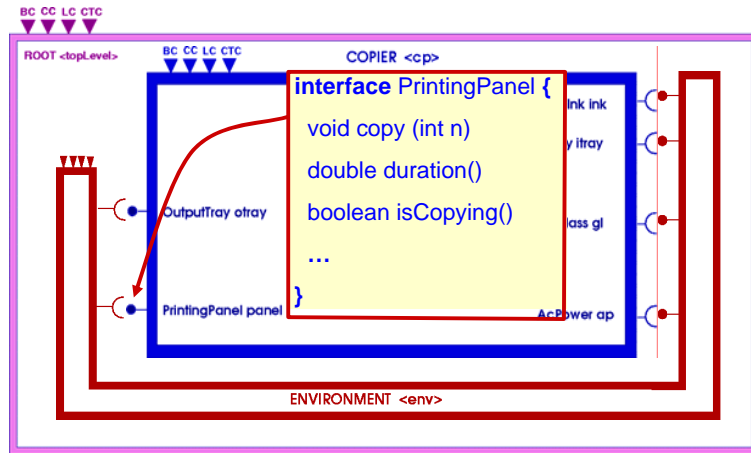 BC CC LC CTC
ROOT <topLevel>
BC CC LC CTC
COPIER <cp>
interface PrintingPanel {
void copy (int n)
double duration()
boolean isCopying()
…
}
Ink ink
y itray
lass gl
AcPower ap
OutputTray otray
PrintingPanel panel
ENVIRONMENT <env>